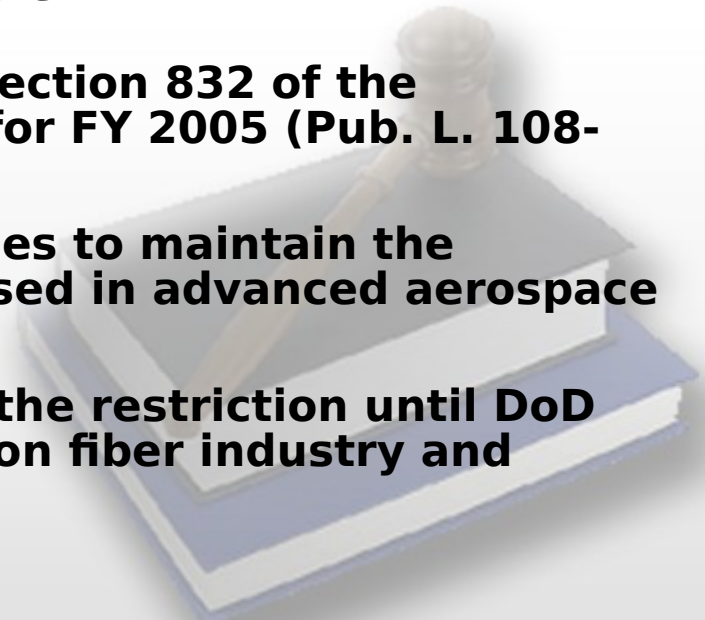 ection 832 of the
for FY 2005 (Pub. L. 108-
es to maintain the
sed in advanced aerospace
the restriction until DoD
on fiber industry and